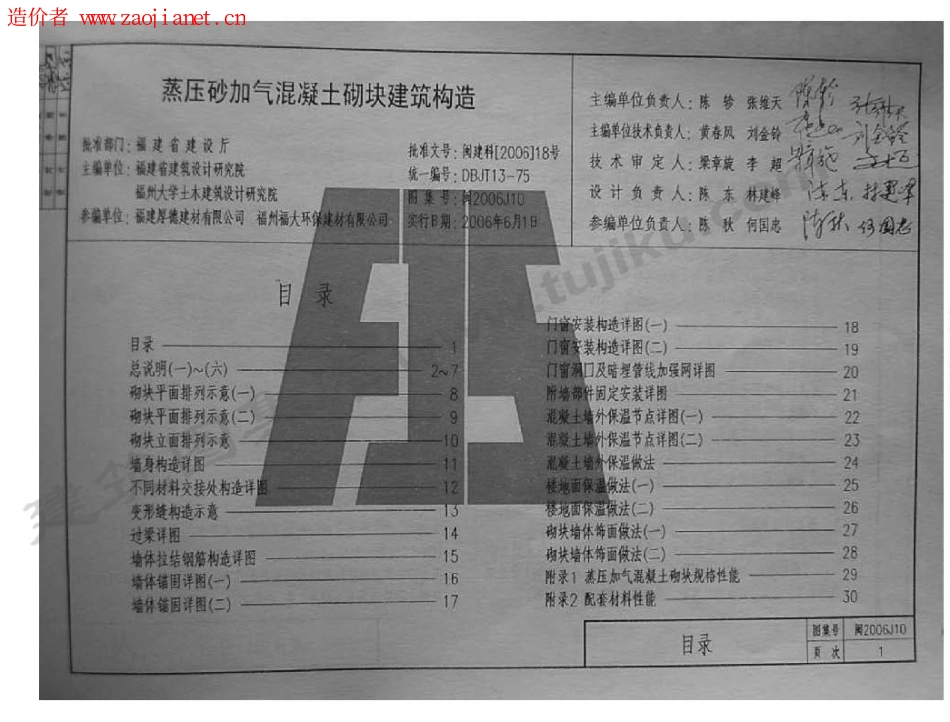 造价者 www.zaojianet.cn
蒸压砂加气混凝土砌块建筑构造
批准部门：福建省建设厅
主编单位：福建省建筑设计研究院
福州大学土木建筑设计研究院
参编单位：福建厚德建材有限公司 福州福大环保建材有限公司
批准文号：闽建科[2006]18号
统一编号：DBJT13-75
图集号：闽2006J10
实行日期：2006年6月1日
主编单位负责人：陈轸 张维天
主编单位技术负责人：黄春风 刘金铃
技术审定人：梁章旋 李超
设计负责人：陈东 林建峰
参编单位负责人：陈秋 何国忠
目录
目录 1
总说明(一)~(六) 2~7
砌块平面排列示意(一) 8
砌块平面排列示意(二) 9
砌块立面排列示意 10
墙身构造详图 11
不同材料交接处构造详图 12
变形缝构造示意 13
过梁详图 14
墙体拉结钢筋构造详图 15
墙体锚固详图(一) 16
墙体锚固详图(二) 17
门窗安装构造详图(一) 18
门窗安装构造详图(二) 19
门窗洞口及暗埋管线加强网详图 20
附墙部件固定安装详图 21
混凝土墙外保温节点详图(一) 22
混凝土墙外保温节点详图(二) 23
混凝土墙外保温做法 24
楼地面保温做法(一) 25
楼地面保温做法(二) 26
砌块墙体饰面做法(一) 27
砌块墙体饰面做法(二) 28
附录1 蒸压加气混凝土砌块规格性能 29
附录2 配套材料性能 30
目录
图集号 闽2006J10
页次 1
www.tujiku.com